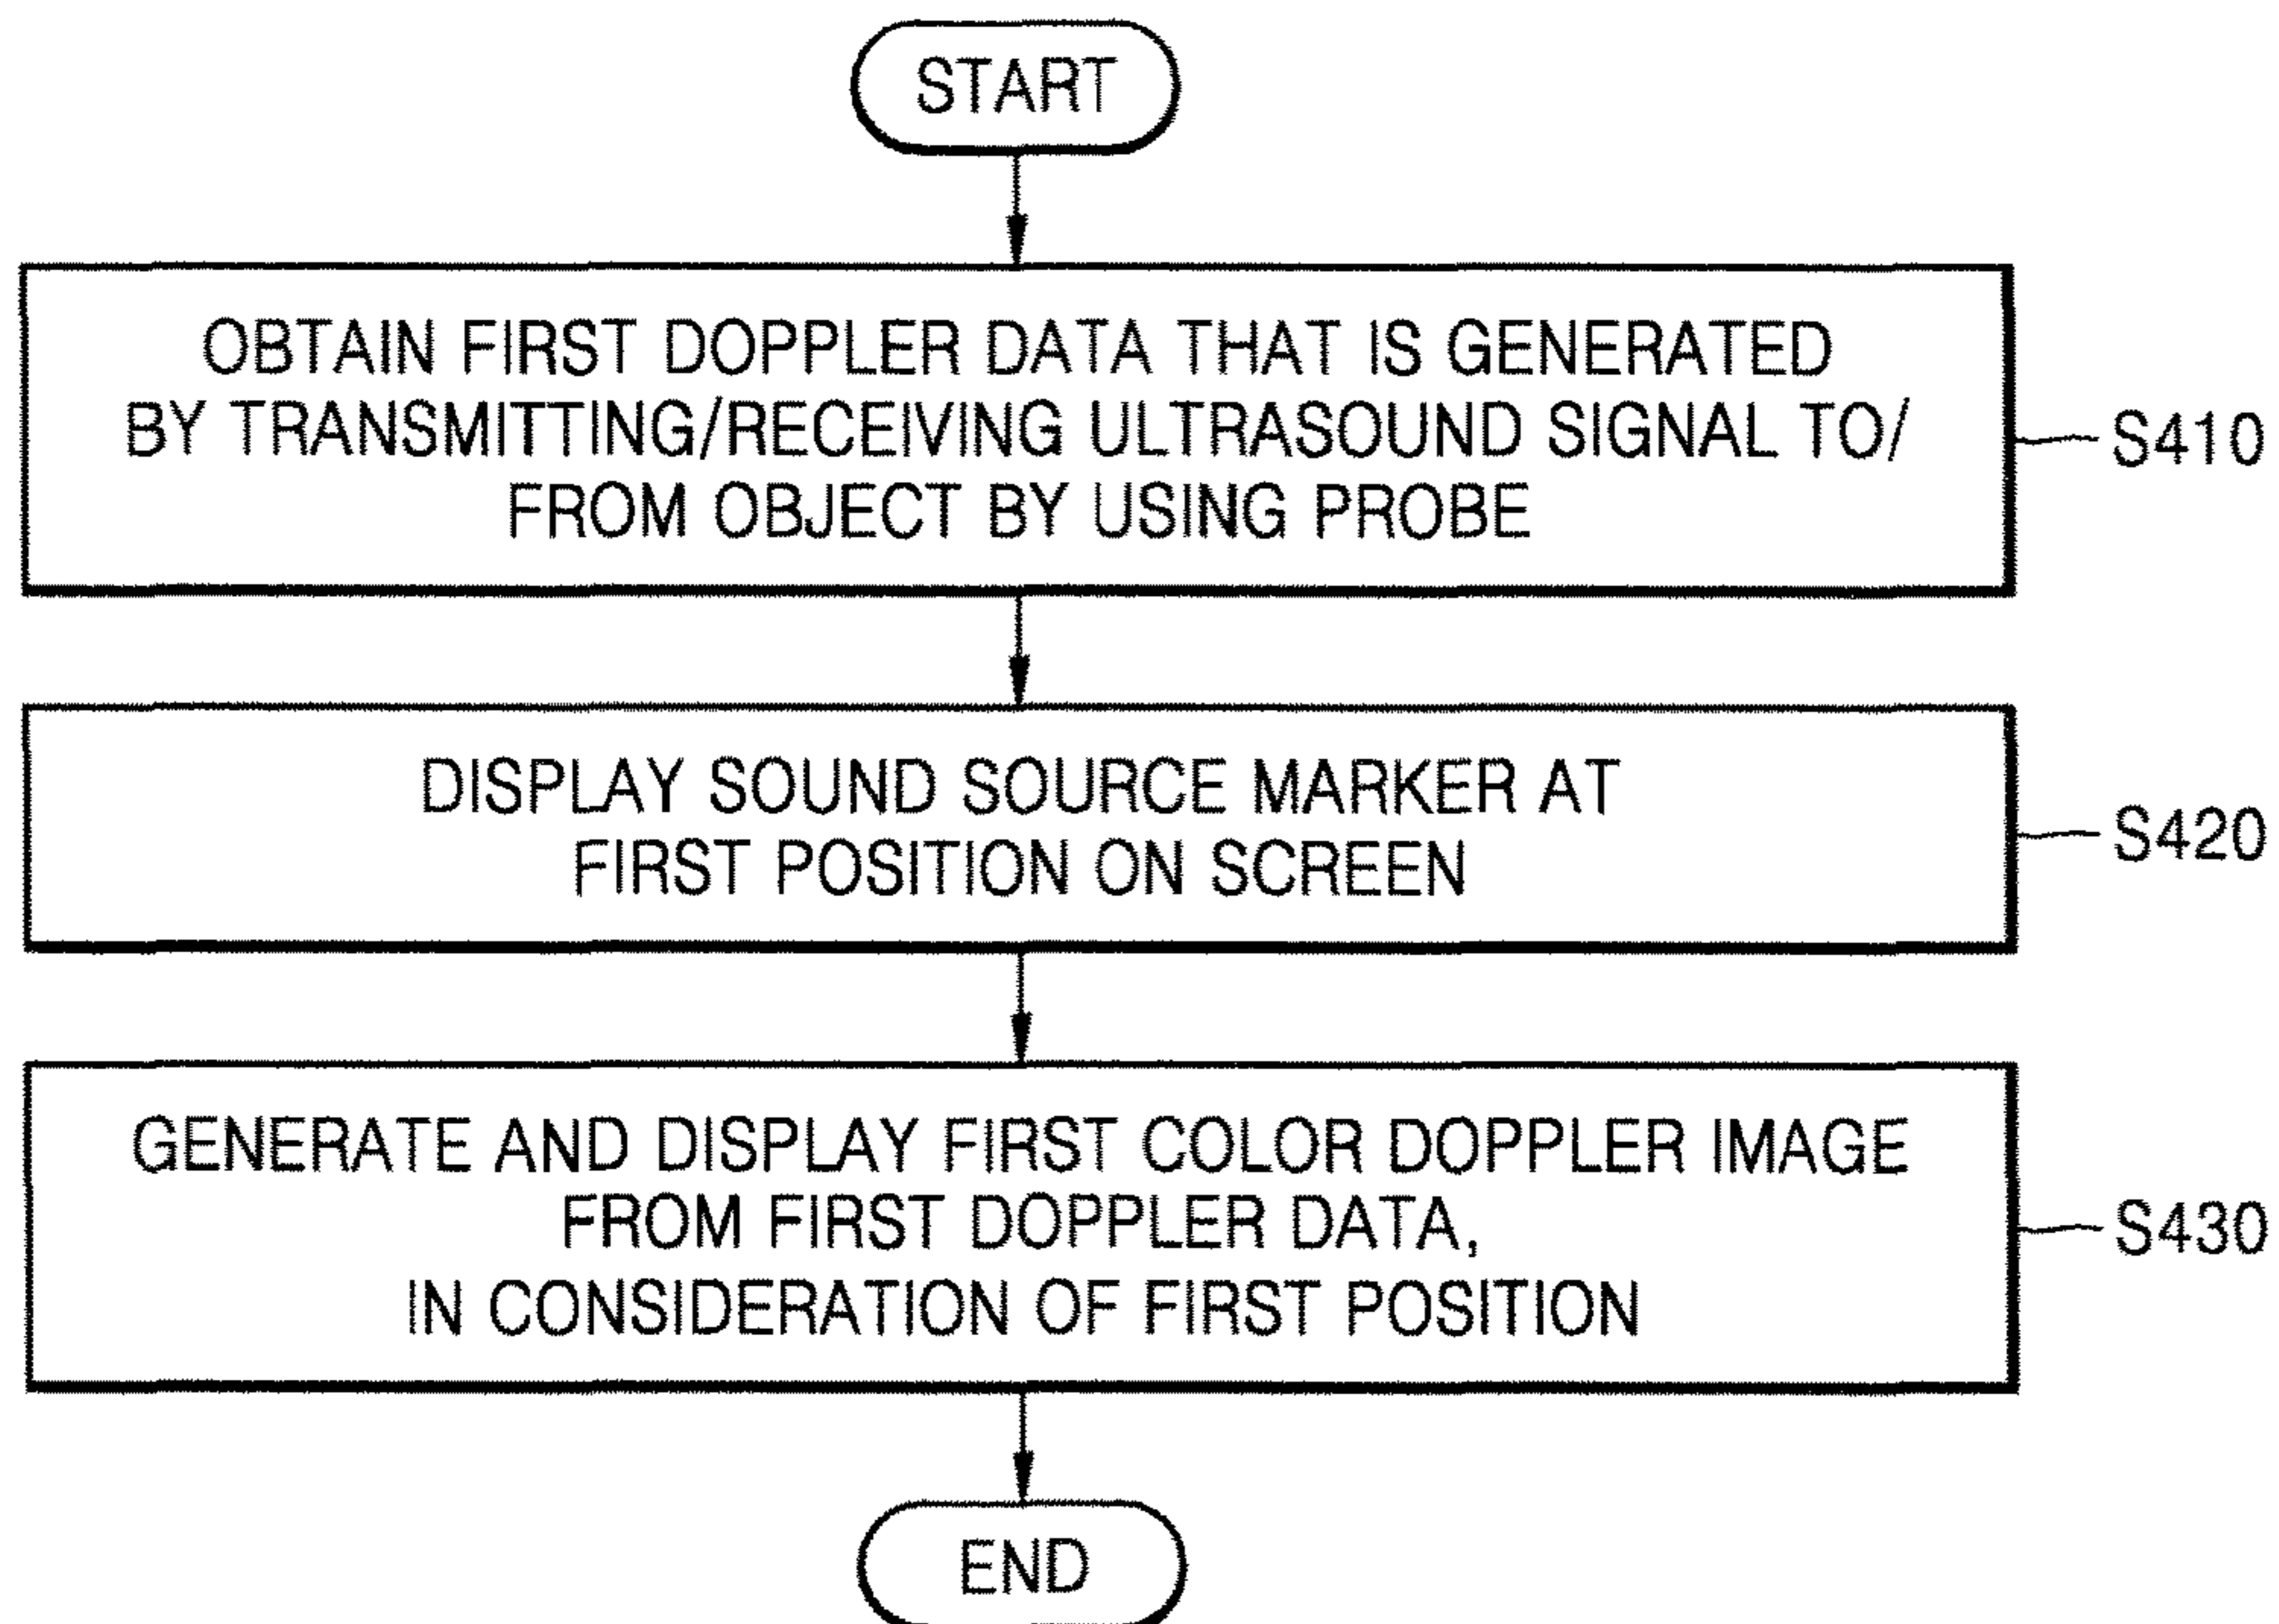 START
OBTAIN FIRST DOPPLER DATA THAT IS GENERATED
BY TRANSMITTING/RECEIVING ULTRASOUND SIGNAL TO/
FROM OBJECT BY USING PROBE
S410
DISPLAY SOUND SOURCE MARKER AT
FIRST POSITION ON SCREEN
S420
GENERATE AND DISPLAY FIRST COLOR DOPPLER IMAGE
FROM FIRST DOPPLER DATA,
IN CONSIDERATION OF FIRST POSITION
S430
END